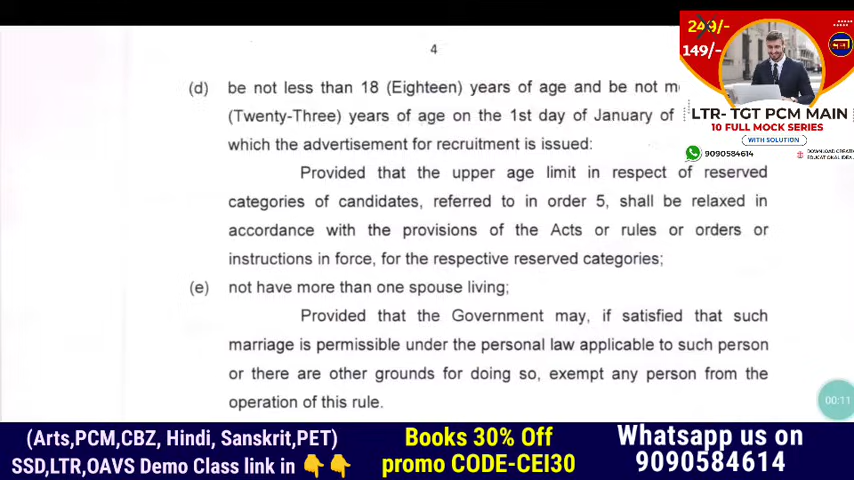 4
(d) be not less than 18 (Eighteen) years of age and be not
(Twenty-Three) years of age on the 1st day of January of
which the advertisement for recruitment is issued:
Provided that the upper age limit in respect of reserved
categories of candidates, referred to in order 5, shall be relaxed in
accordance with the provisions of the Acts or rules or orders or
instructions in force, for the respective reserved categories;
(e) not have more than one spouse living;
Provided that the Government may, if satisfied that such
marriage is permissible under the personal law applicable to such person
or there are other grounds for doing so, exempt any person from the
operation of this rule.
249/-
149/-
CEI
LTR- TGT PCM MAIN
10 FULL MOCK SERIES
WITH SOLUTION
9090584614
DOWNLOAD
EDUCATIONAL IDEA
00:11
(Arts,PCM,CBZ, Hindi, Sanskrit,PET)
SSD,LTR,OAVS Demo Class link in 👇👇
Books 30% Off
promo CODE-CEI30
Whatsapp us on
9090584614